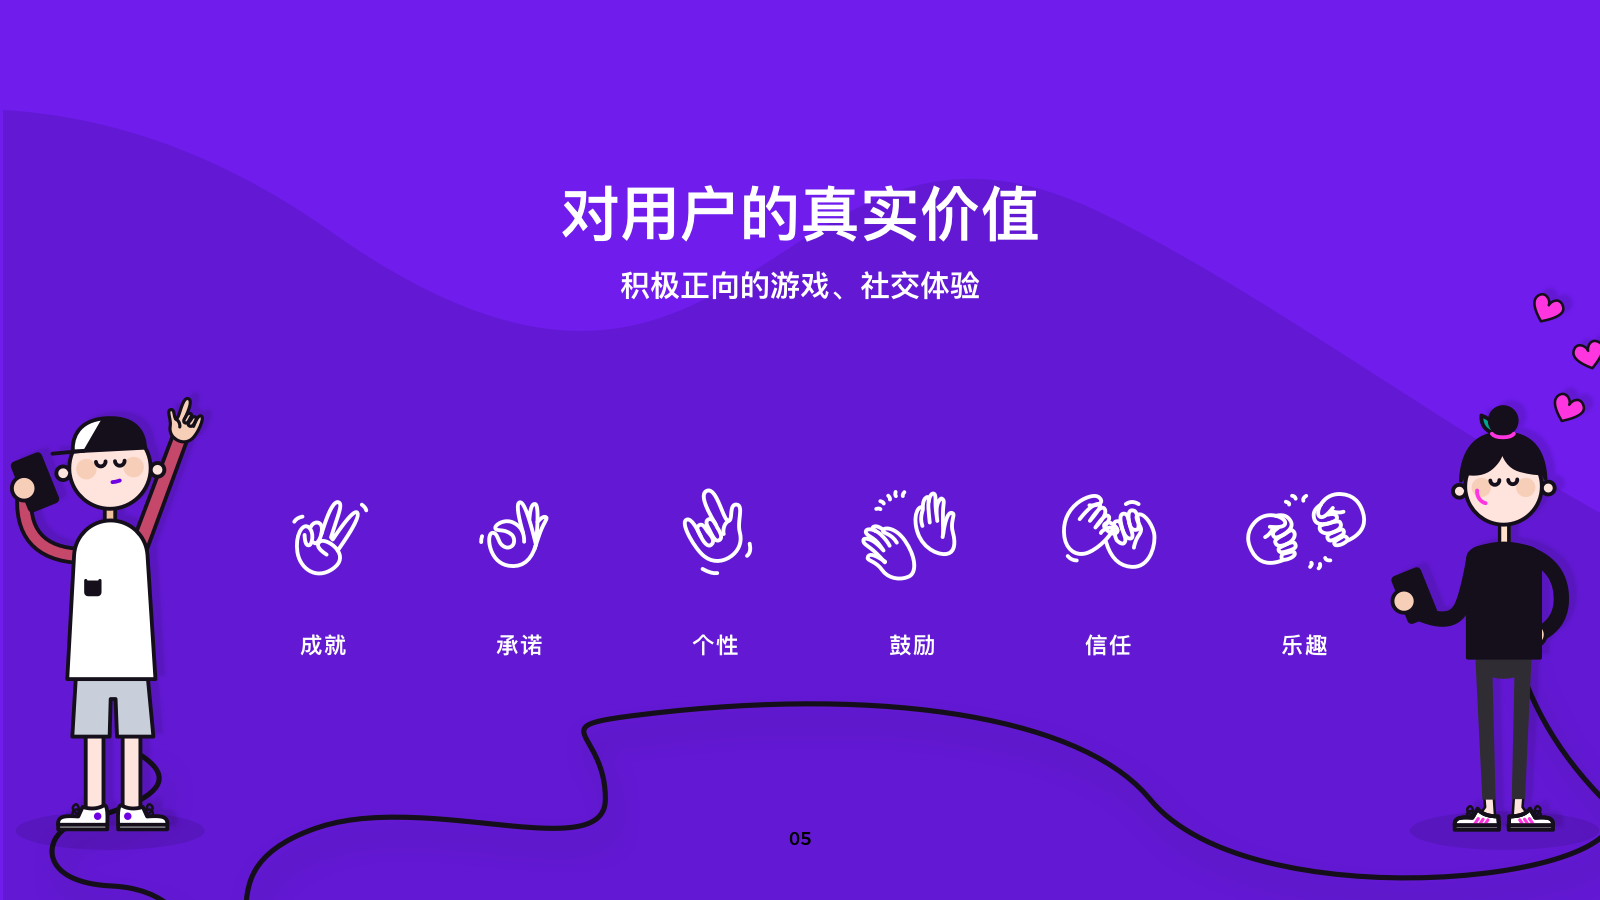 对用户的真实价值
积极正向的游戏、社交体验
成就
承诺
个性
鼓励
信任
乐趣
05